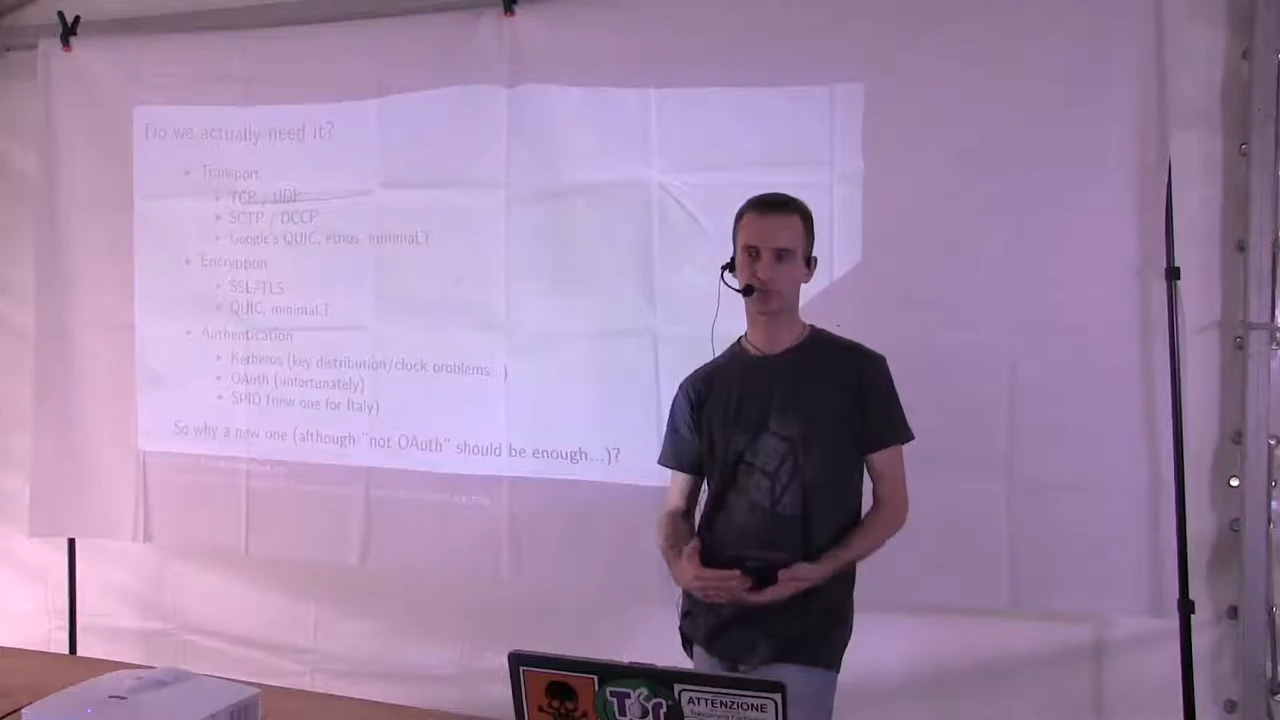 Do we actually need it?
Transport
TCP / UDP
SCTP / DCCP
Google's QUIC, ethos, minimaLT
Encryption
SSL/TLS
QUIC, minimaLT
Authentication
Kerberos (key distribution/clock problems...)
OAuth (unfortunately)
SPID (new one for Italy)
So why a new one (although "not OAuth" should be enough...)?
Tor
ATTENZIONE